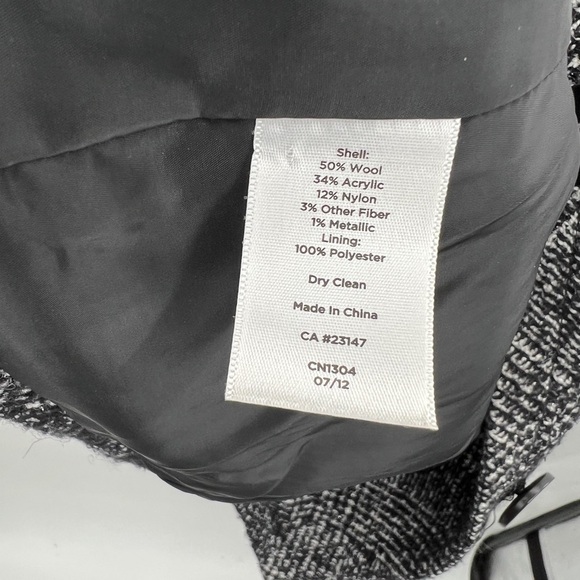 Shell:
50% Wool
34% Acrylic
12% Nylon
3% Other Fiber
1% Metallic
Lining:
100% Polyester
Dry Clean
Made In China
CA #23147
CN1304
07/12